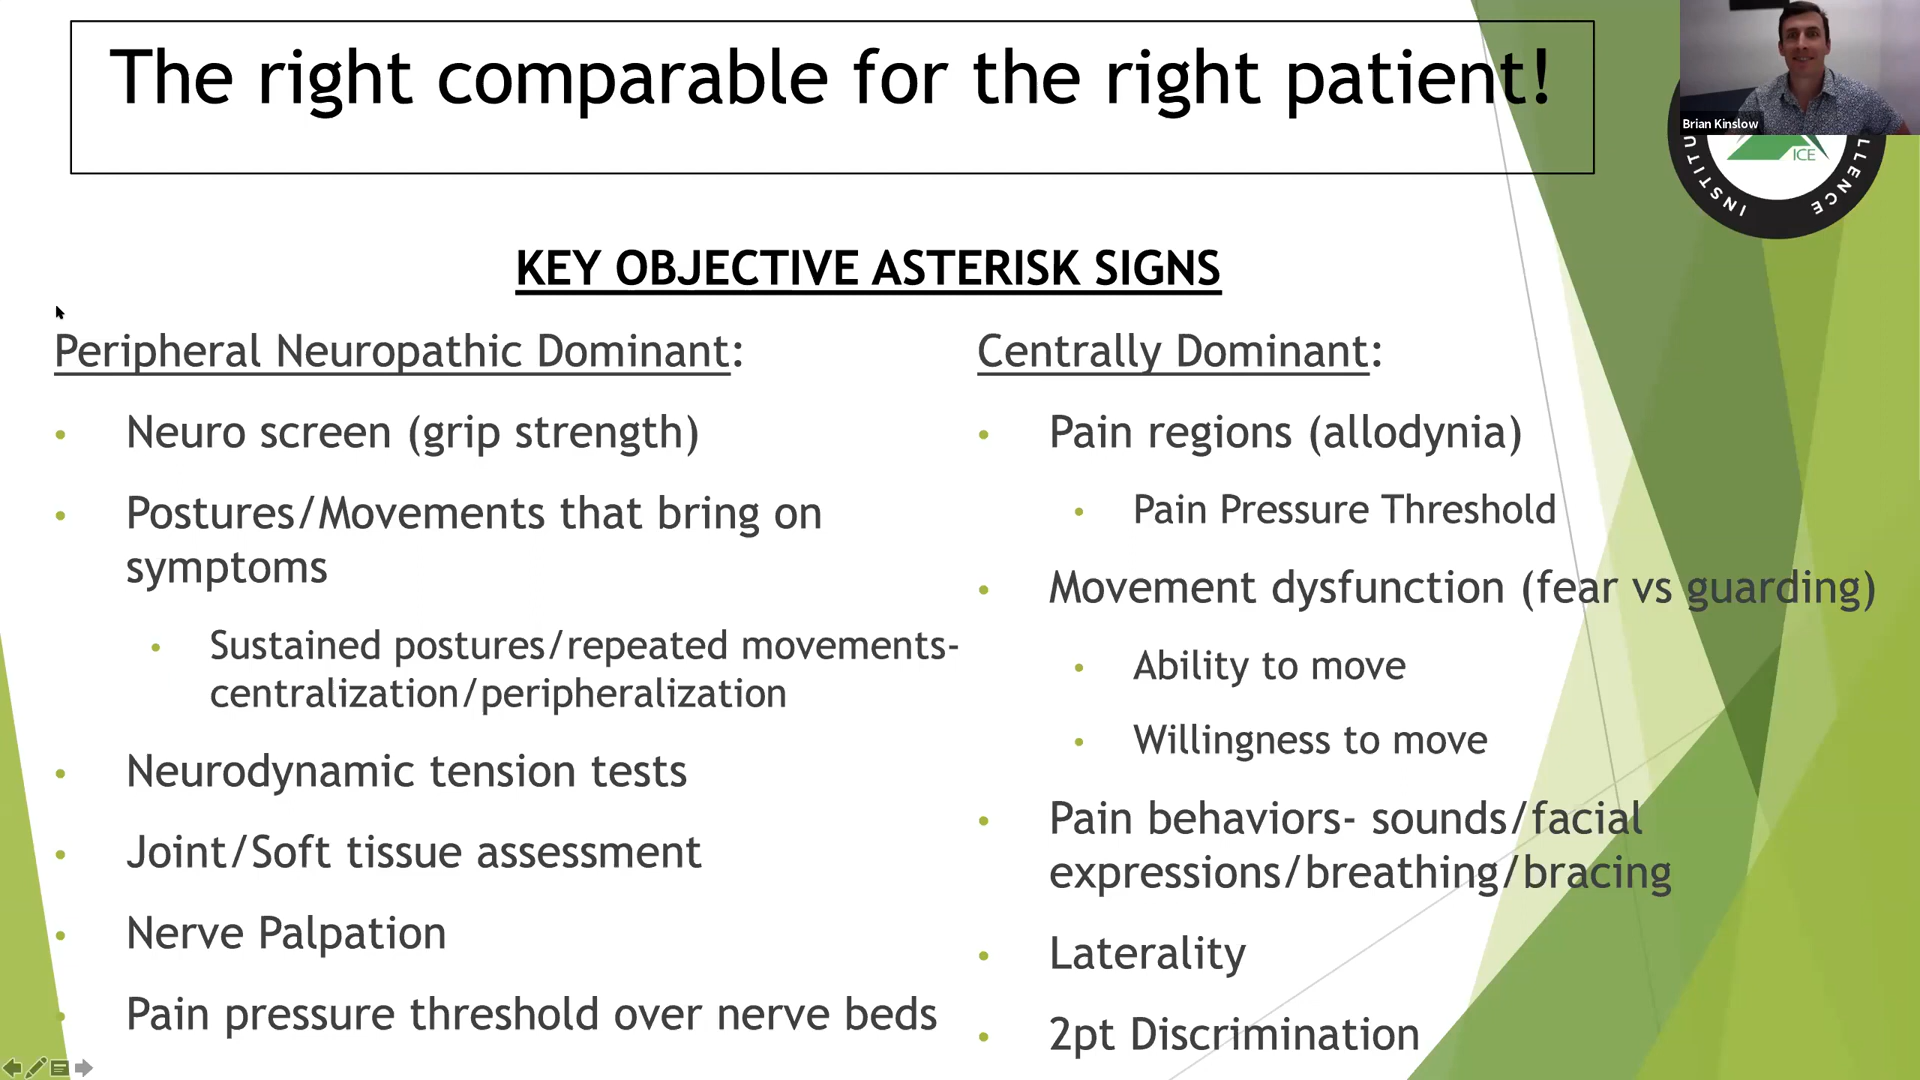 The right comparable for the right patient!
Brian Kinslow
ICE
INSTITU
LLENCE
KEY OBJECTIVE ASTERISK SIGNS
Peripheral Neuropathic Dominant:
• Neuro screen (grip strength)
• Postures/Movements that bring on
symptoms
• Sustained postures/repeated movements-
centralization/peripheralization
• Neurodynamic tension tests
• Joint/Soft tissue assessment
• Nerve Palpation
• Pain pressure threshold over nerve beds
Centrally Dominant:
• Pain regions (allodynia)
• Pain Pressure Threshold
• Movement dysfunction (fear vs guarding)
• Ability to move
• Willingness to move
• Pain behaviors- sounds/facial
expressions/breathing/bracing
• Laterality
• 2pt Discrimination